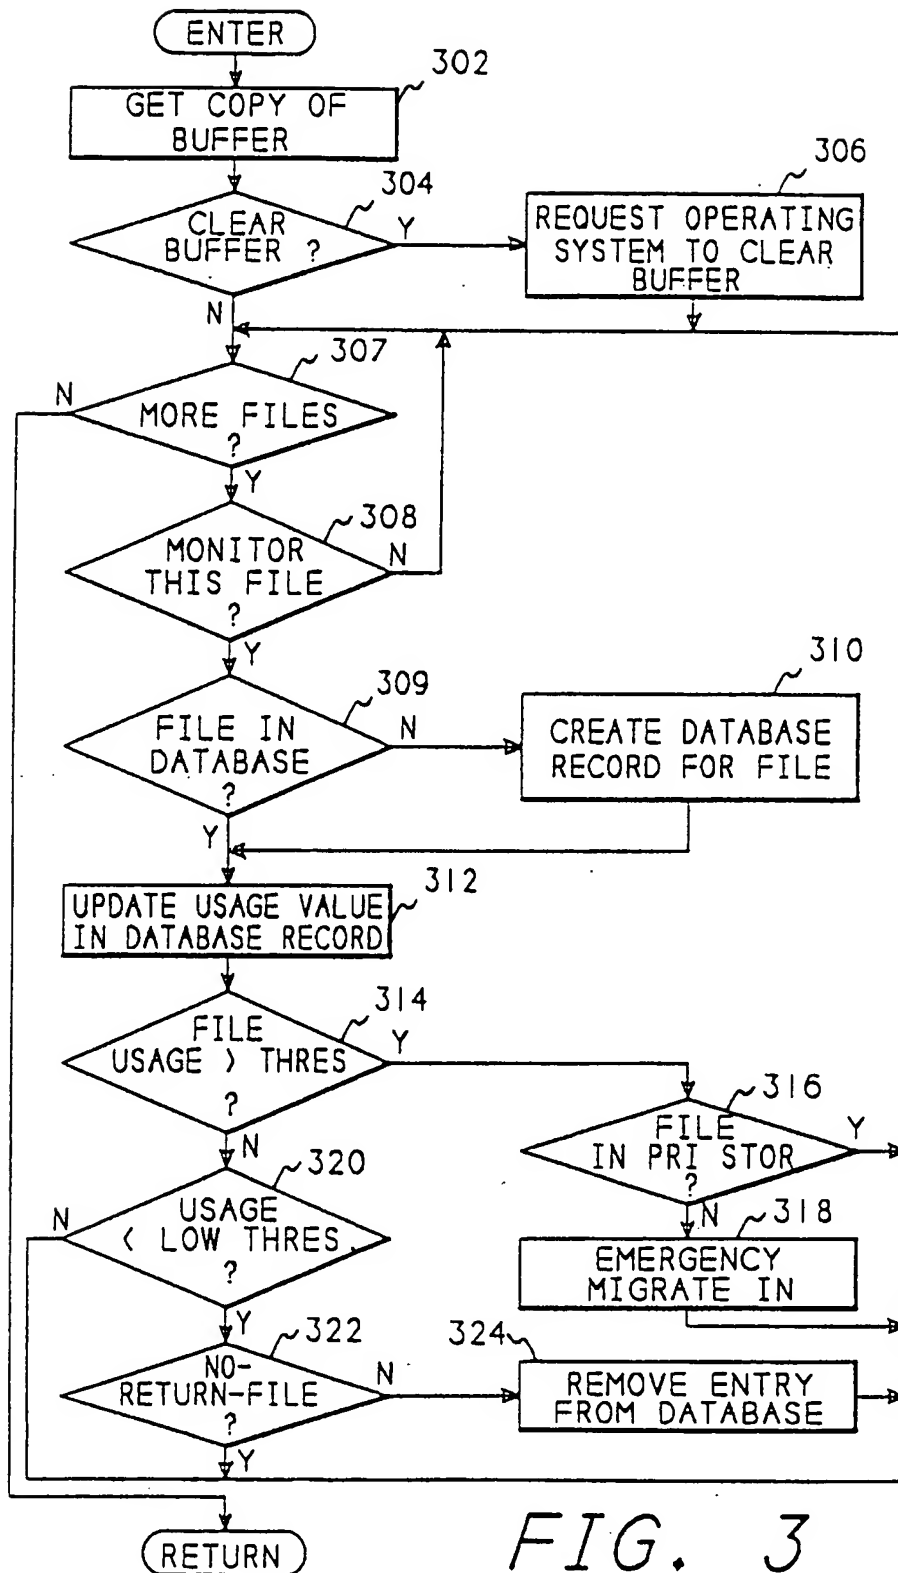 ENTER
302
GET COPY OF
BUFFER
304
CLEAR
BUFFER ?
Y
306
REQUEST OPERATING
SYSTEM TO CLEAR
BUFFER
N
307
N
MORE FILES
?
Y
308
MONITOR
THIS FILE
?
N
Y
309
FILE IN
DATABASE
?
N
310
CREATE DATABASE
RECORD FOR FILE
Y
312
UPDATE USAGE VALUE
IN DATABASE RECORD
314
FILE
USAGE > THRES
?
Y
316
FILE
IN PRI STOR
?
Y
N
N
318
EMERGENCY
MIGRATE IN
320
N
USAGE
< LOW THRES
?
Y
322
NO-
RETURN-FILE
?
N
324
REMOVE ENTRY
FROM DATABASE
Y
RETURN
FIG. 3